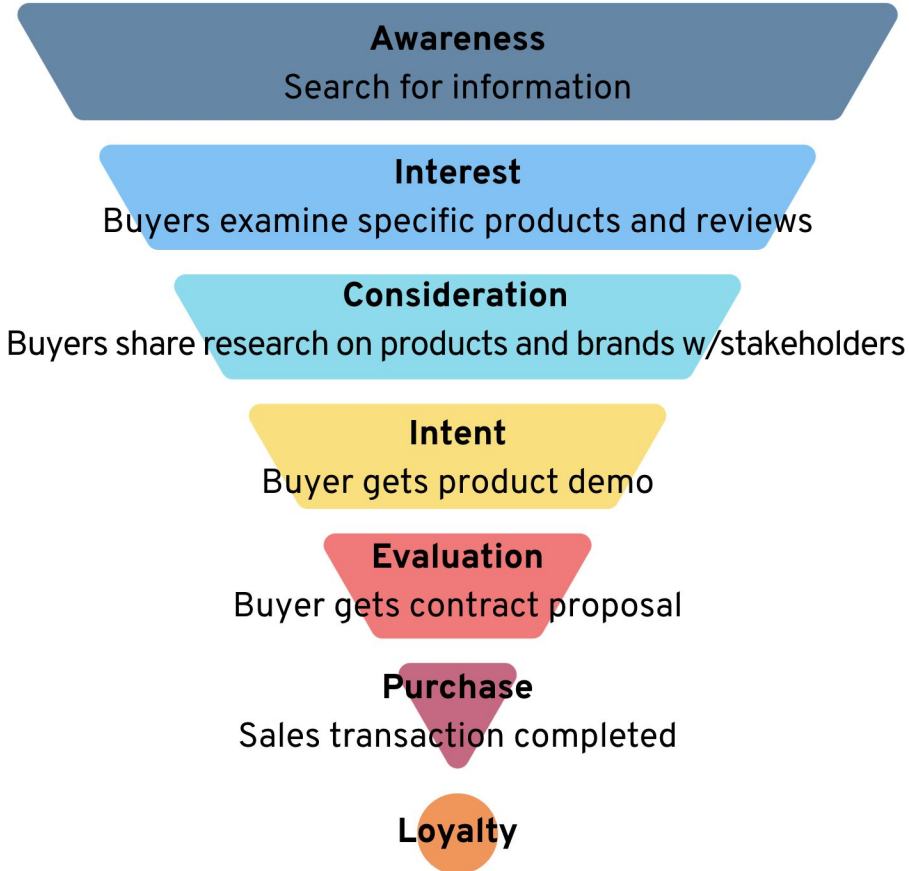 Awareness
Search for information
Interest
Buyers examine specific products and reviews
Consideration
Buyers share research on products and brands w/stakeholders
Intent
Buyer gets product demo
Evaluation
Buyer gets contract proposal
Purchase
Sales transaction completed
Loyalty